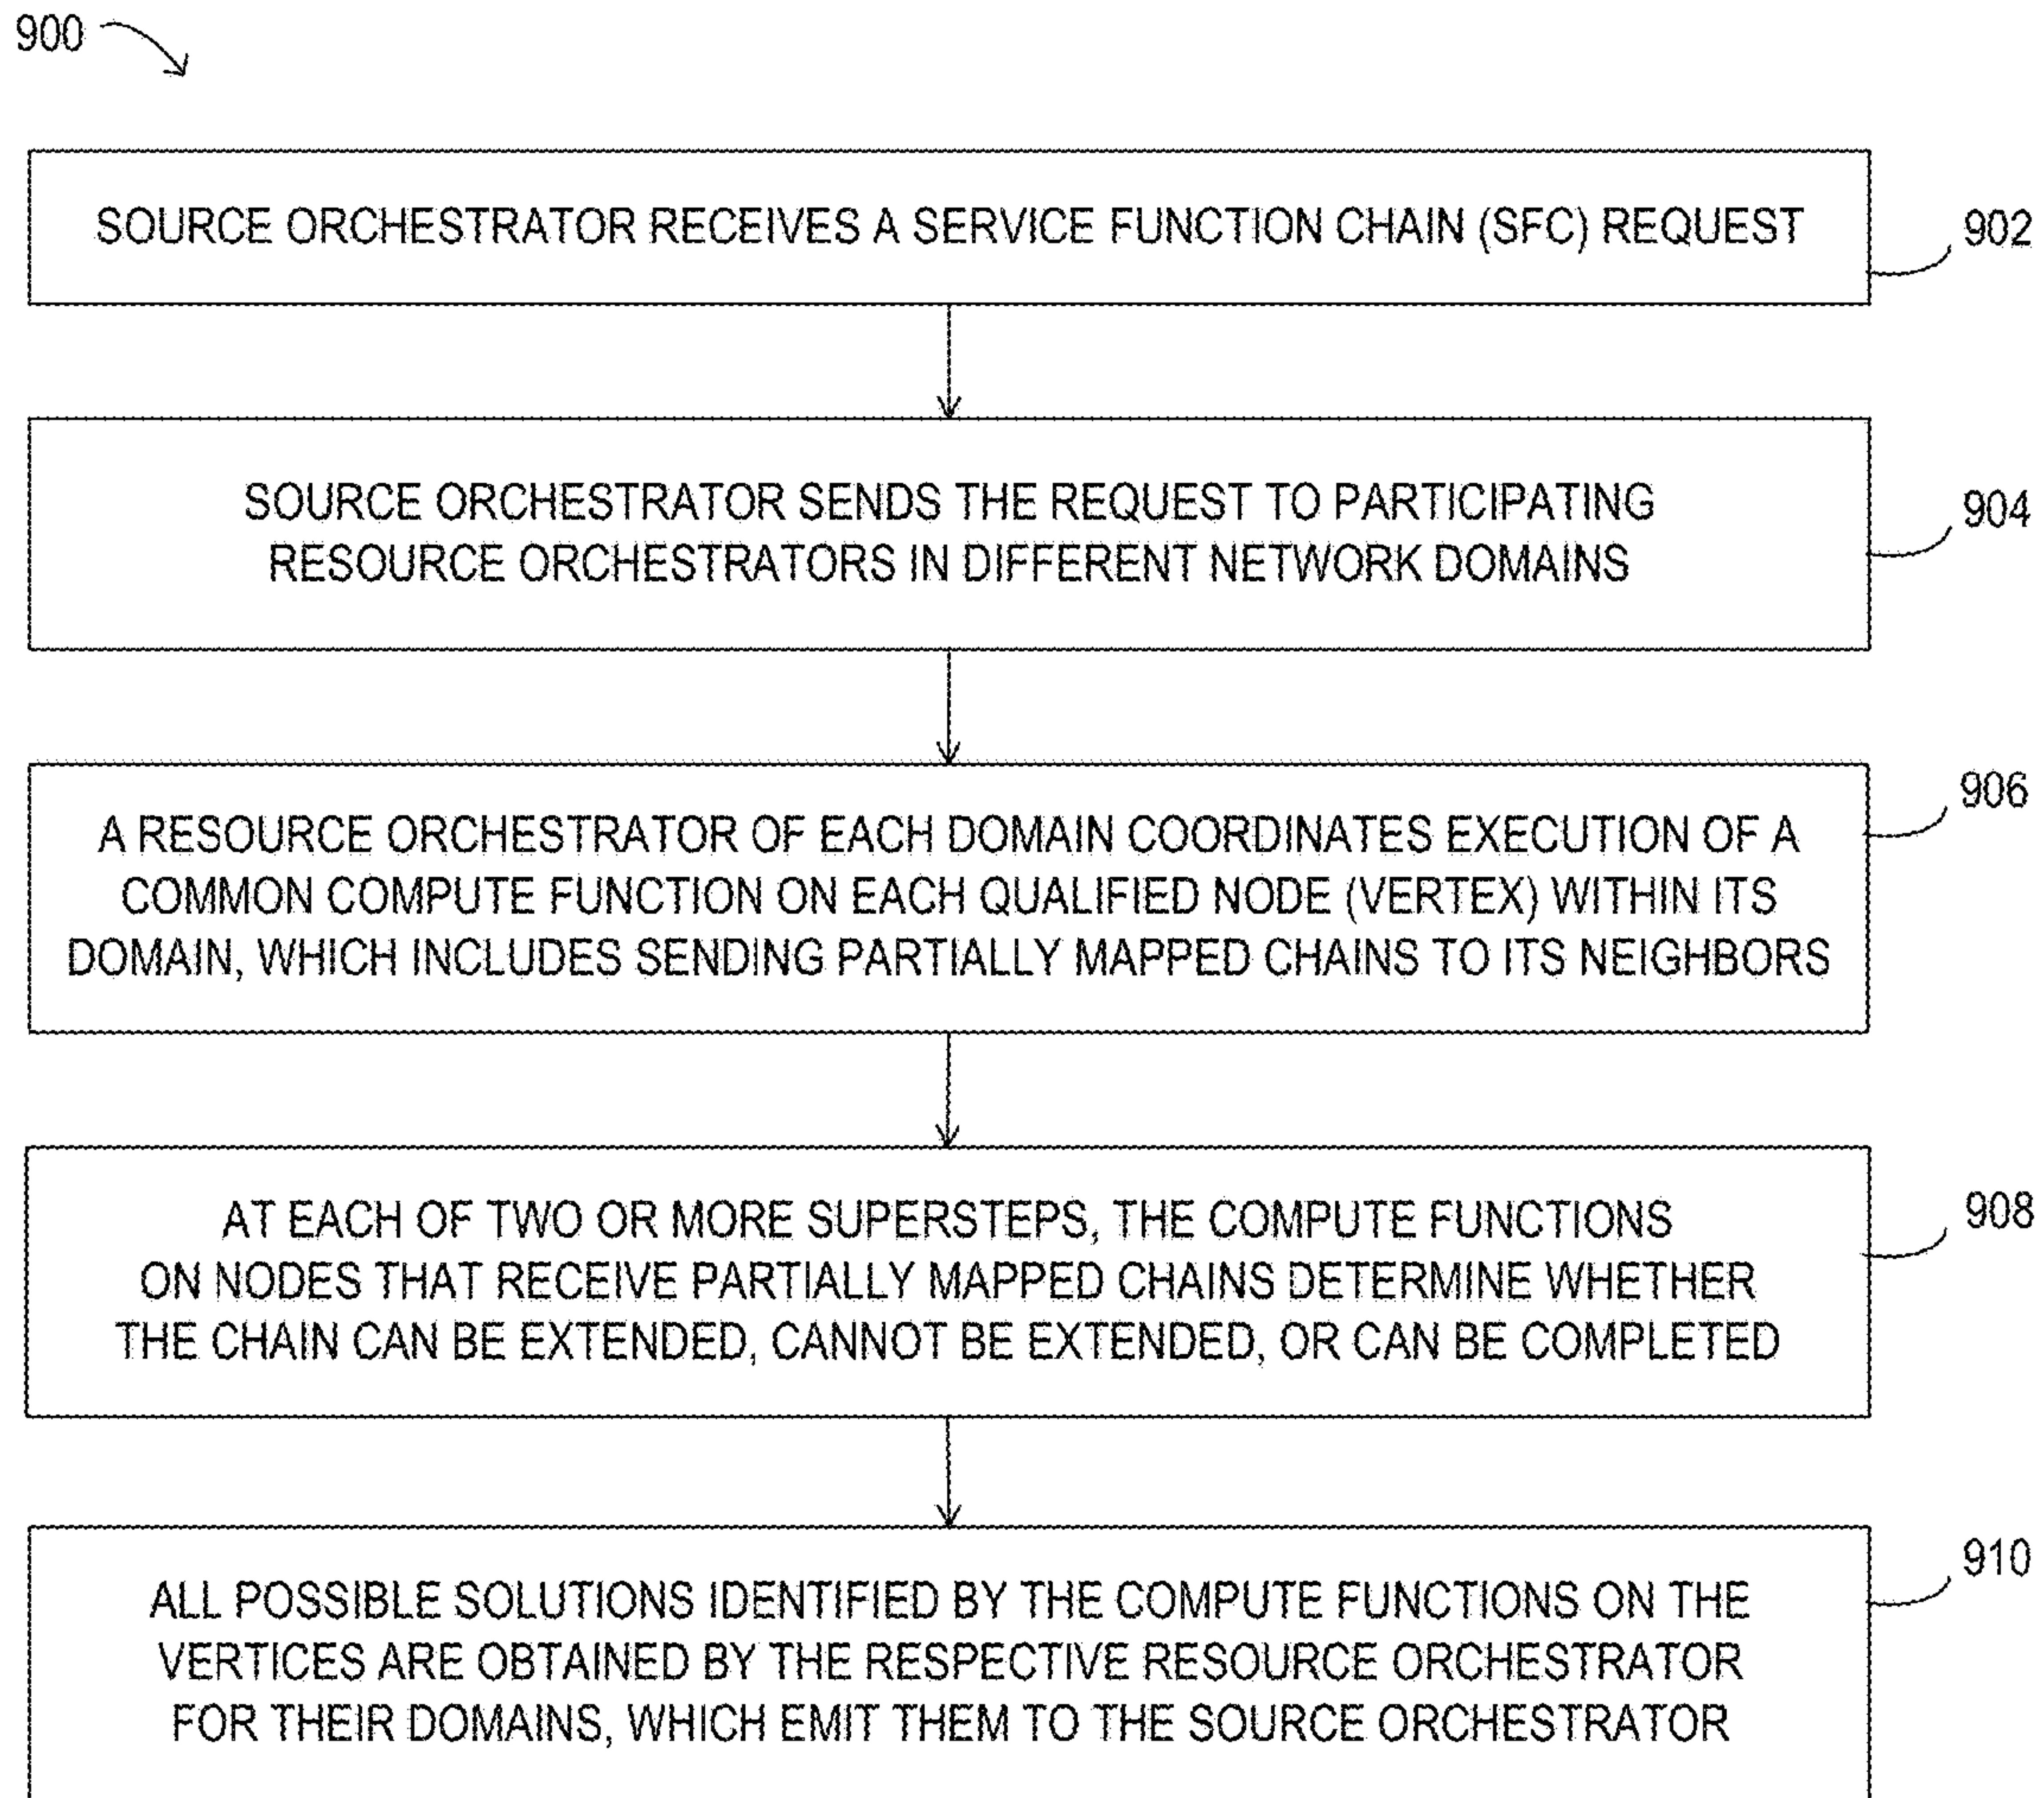 900
SOURCE ORCHESTRATOR RECEIVES A SERVICE FUNCTION CHAIN (SFC) REQUEST
902
SOURCE ORCHESTRATOR SENDS THE REQUEST TO PARTICIPATING
RESOURCE ORCHESTRATORS IN DIFFERENT NETWORK DOMAINS
904
A RESOURCE ORCHESTRATOR OF EACH DOMAIN COORDINATES EXECUTION OF A
COMMON COMPUTE FUNCTION ON EACH QUALIFIED NODE (VERTEX) WITHIN ITS
DOMAIN, WHICH INCLUDES SENDING PARTIALLY MAPPED CHAINS TO ITS NEIGHBORS
906
AT EACH OF TWO OR MORE SUPERSTEPS, THE COMPUTE FUNCTIONS
ON NODES THAT RECEIVE PARTIALLY MAPPED CHAINS DETERMINE WHETHER
THE CHAIN CAN BE EXTENDED, CANNOT BE EXTENDED, OR CAN BE COMPLETED
908
ALL POSSIBLE SOLUTIONS IDENTIFIED BY THE COMPUTE FUNCTIONS ON THE
VERTICES ARE OBTAINED BY THE RESPECTIVE RESOURCE ORCHESTRATOR
FOR THEIR DOMAINS, WHICH EMIT THEM TO THE SOURCE ORCHESTRATOR
910